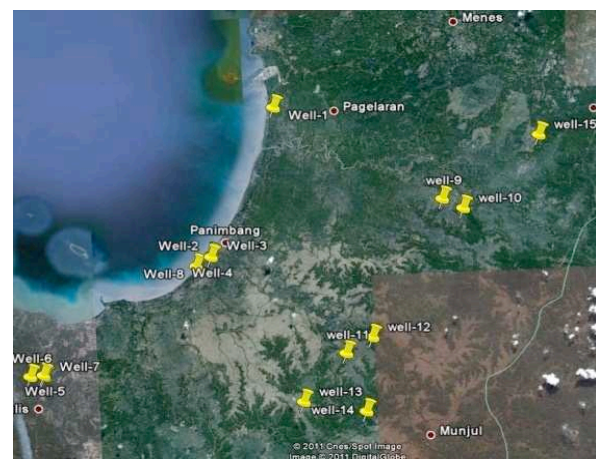 Menes
Well-1
Pagelaran
well-15
well-9
well-10
Panimbang
Well-2
Well-3
Well-8
Well-4
well-11
well-12
Well-6
Well-7
Well-5
lis
well-13
well-14
Munjul
© 2011 Cnes/Spot Image
Image © 2011 DigitalGlobe